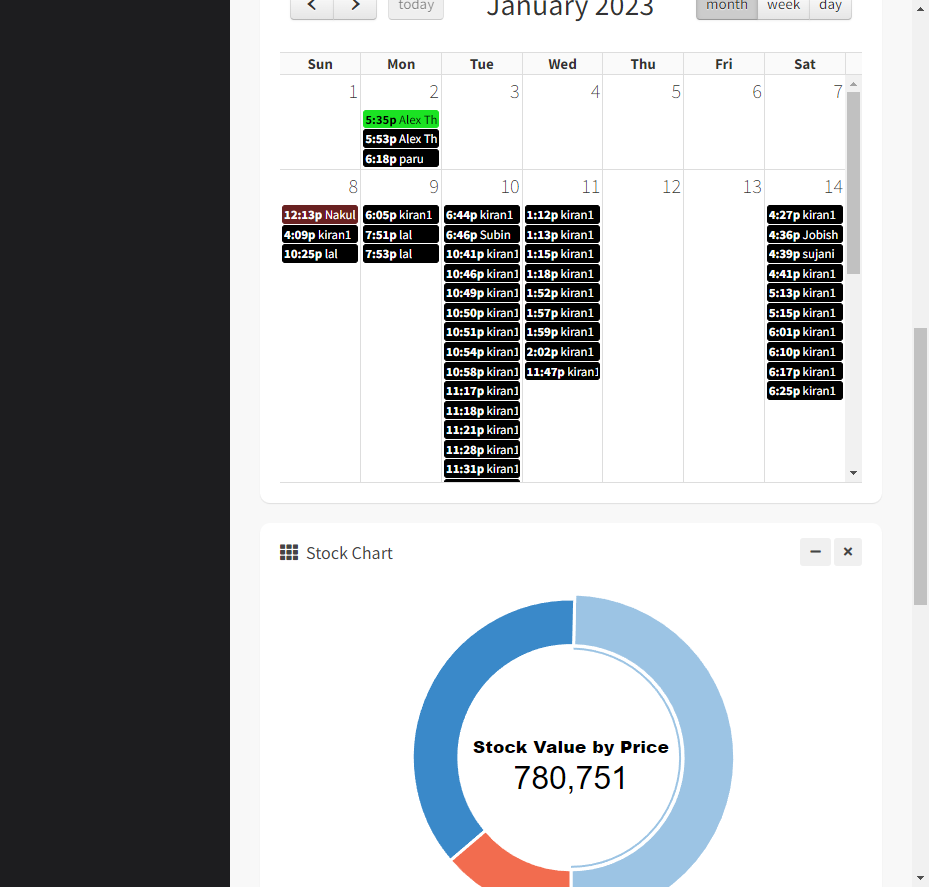 today
January 2023
month week day
Sun Mon Tue Wed Thu Fri Sat
1 2 3 4 5 6 7
5:35p Alex Th
5:53p Alex Th
6:18p paru
8 9 10 11 12 13 14
12:13p Nakul
4:09p kiran1
10:25p lal
6:05p kiran1
7:51p lal
7:53p lal
6:44p kiran1
6:46p Subin
10:41p kiran1
10:46p kiran1
10:49p kiran1
10:50p kiran1
10:51p kiran1
10:54p kiran1
10:58p kiran1
11:17p kiran1
11:18p kiran1
11:21p kiran1
11:28p kiran1
11:31p kiran1
1:12p kiran1
1:13p kiran1
1:15p kiran1
1:18p kiran1
1:52p kiran1
1:57p kiran1
1:59p kiran1
2:02p kiran1
11:47p kiran1
4:27p kiran1
4:36p Jobish
4:39p sujani
4:41p kiran1
5:13p kiran1
5:15p kiran1
6:01p kiran1
6:10p kiran1
6:17p kiran1
6:25p kiran1
Stock Chart
Stock Value by Price
780,751